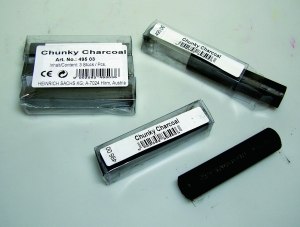 Chunky Charcoal
Art. No.: 495 03
Inhalt/Content: 3 Stück / Pcs.
CE
HEINRICH SACHS KG, A-7024 Hirm, Austria
Chunky Charcoal
Chunky Charcoal
495 00